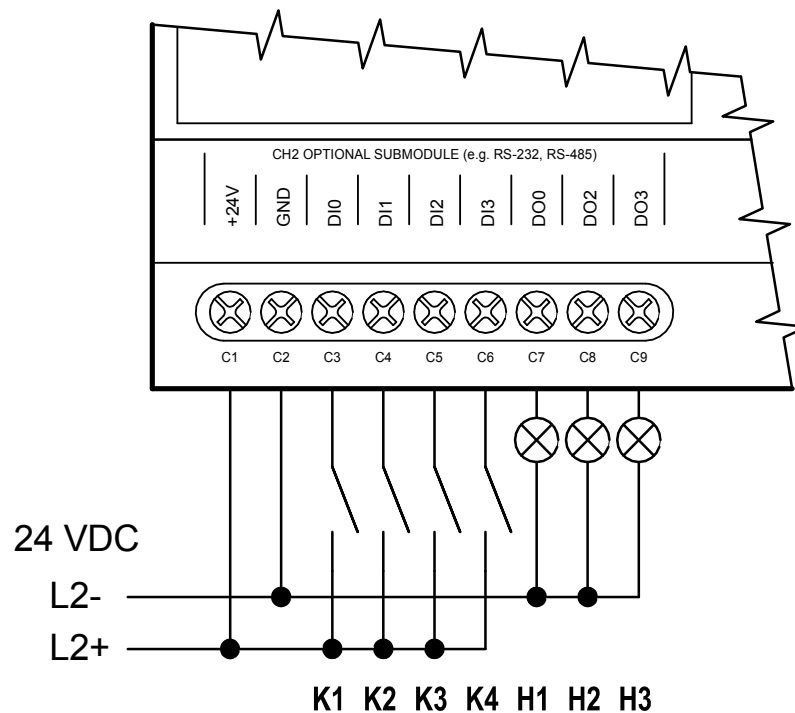 CH2 OPTIONAL SUBMODULE (e.g. RS-232, RS-485)
+24V GND DI0 DI1 DI2 DI3 DO0 DO2 DO3
C1 C2 C3 C4 C5 C6 C7 C8 C9
24 VDC
L2-
L2+
K1 K2 K3 K4 H1 H2 H3